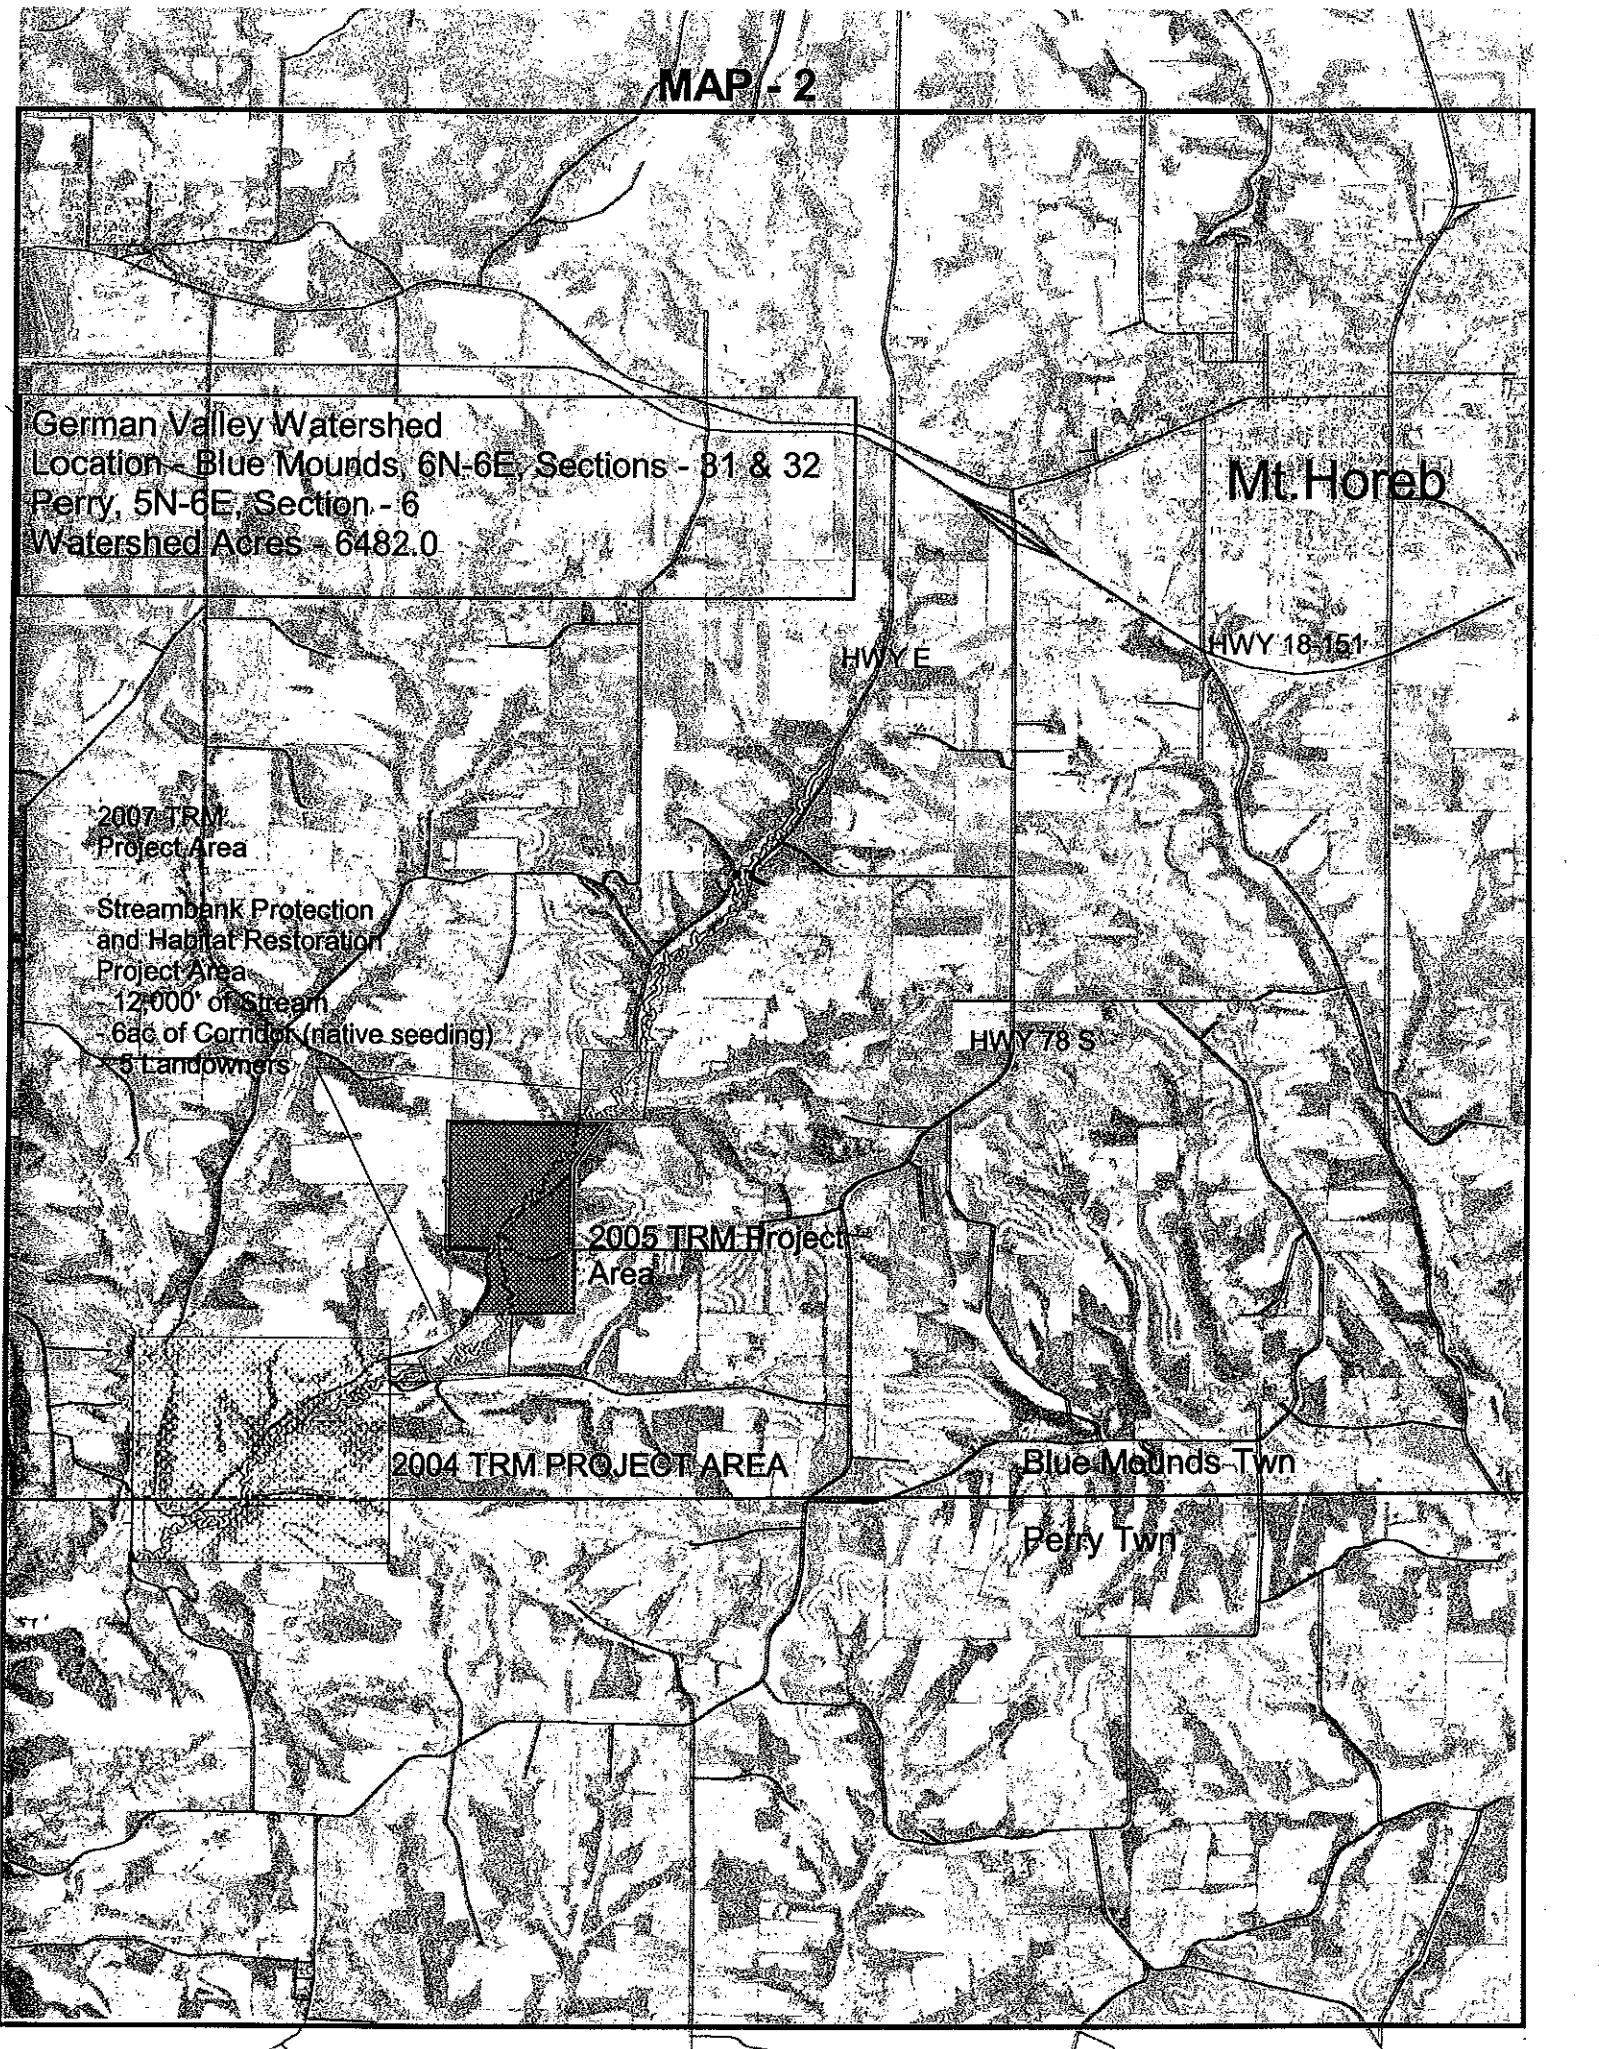 MAP - 2
German Valley Watershed
Location - Blue Mounds, 6N-6E, Sections - 31 & 32
Perry, 5N-6E, Section - 6
Watershed Acres - 6482.0
Mt.Horeb
HWY 18-151
HWY E
2007 TRM
Project Area
Streambank Protection
and Habitat Restoration
Project Area
- 12,000' of Stream
- 6ac of Corridor (native seeding)
- 5 Landowners
HWY 78 S
2005 TRM Project
Area
2004 TRM PROJECT AREA
Blue Mounds Twn
Perry Twn